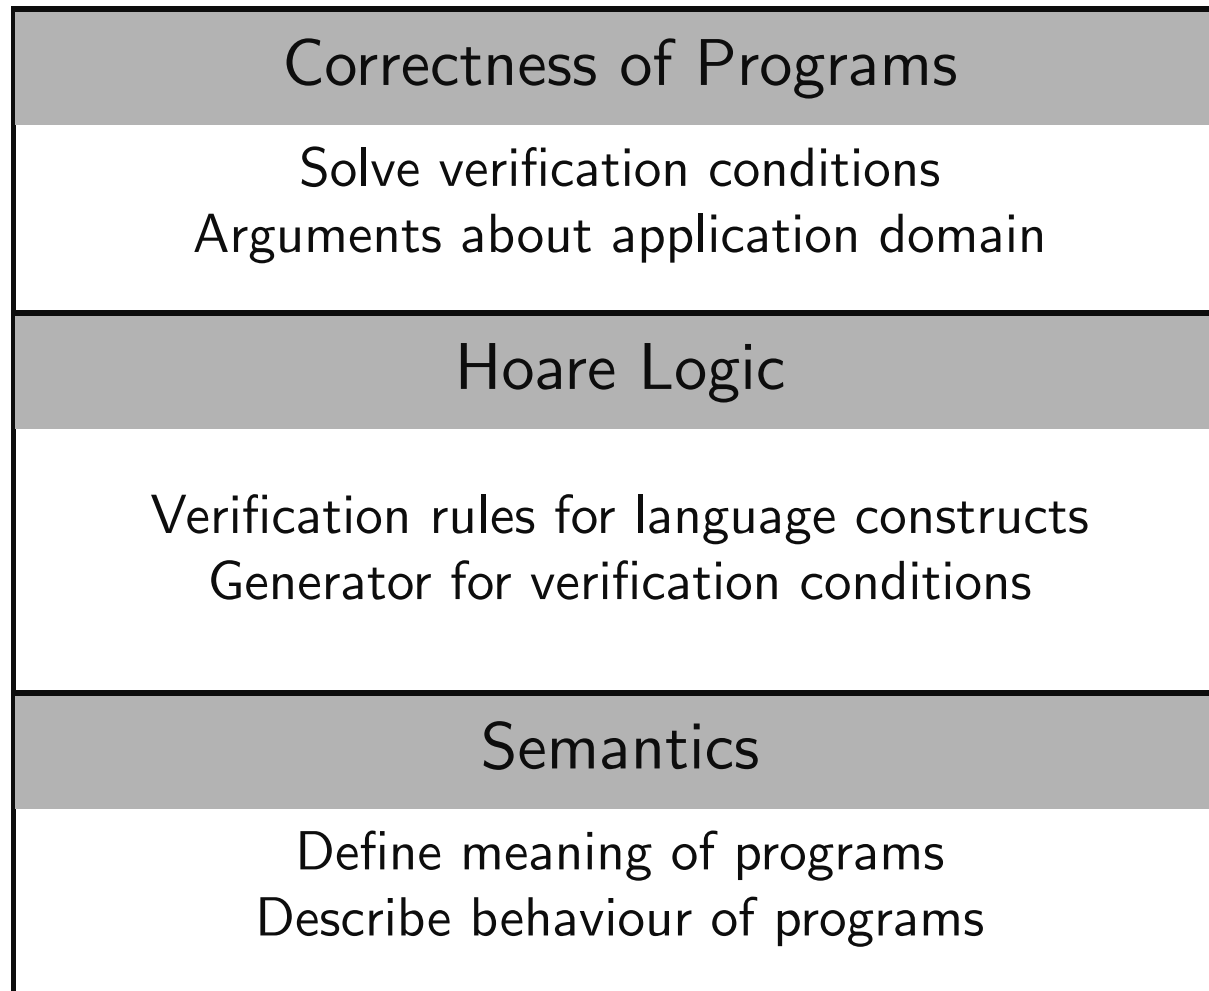 Correctness of Programs
Solve verification conditions
Arguments about application domain
Hoare Logic
Verification rules for language constructs
Generator for verification conditions
Semantics
Define meaning of programs
Describe behaviour of programs